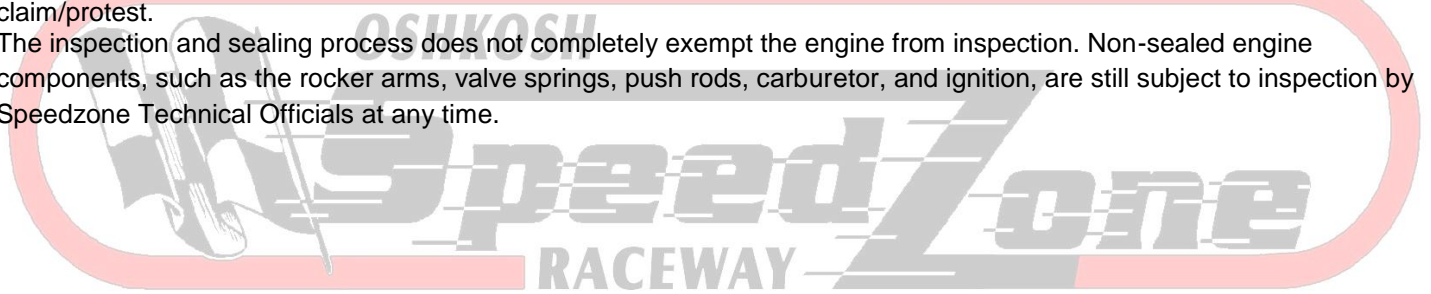 claim/protest.
The inspection and sealing process does not completely exempt the engine from inspection. Non-sealed engine
components, such as the rocker arms, valve springs, push rods, carburetor, and ignition, are still subject to inspection by
Speedzone Technical Officials at any time.
OSHKOSH
SpeedZone
RACEWAY